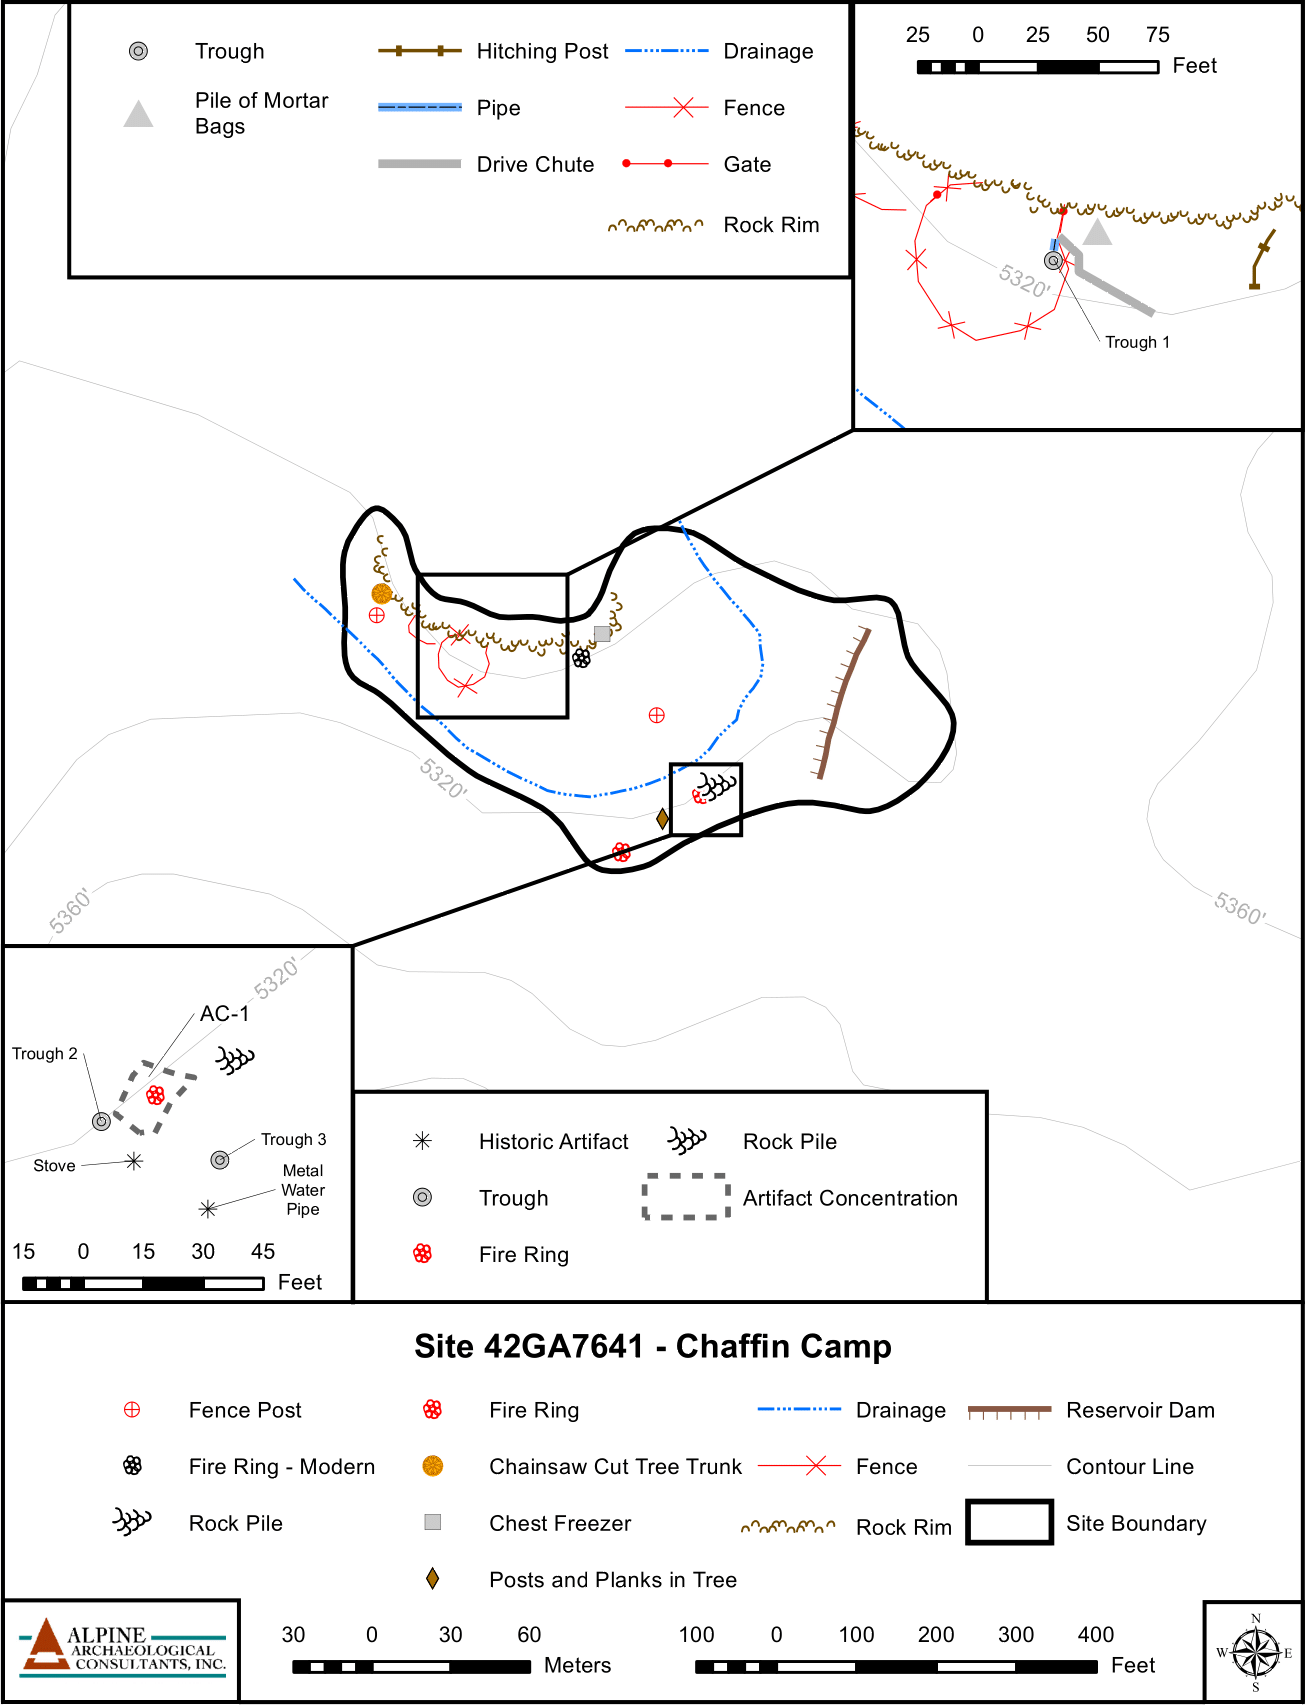 Trough
Pile of Mortar
Bags
Hitching Post
Pipe
Drive Chute
Drainage
Fence
Gate
Rock Rim
25 0 25 50 75
Feet
5320'
Trough 1
5320'
5360'
5360'
5320'
AC-1
Trough 2
Trough 3
Stove
Metal
Water
Pipe
15 0 15 30 45
Feet
Historic Artifact
Trough
Fire Ring
Rock Pile
Artifact Concentration
Site 42GA7641 - Chaffin Camp
Fence Post
Fire Ring - Modern
Rock Pile
Fire Ring
Chainsaw Cut Tree Trunk
Chest Freezer
Posts and Planks in Tree
Drainage
Fence
Rock Rim
Reservoir Dam
Contour Line
Site Boundary
ALPINE
ARCHAEOLOGICAL
CONSULTANTS, INC.
30 0 30 60
Meters
100 0 100 200 300 400
Feet
N
W E
S